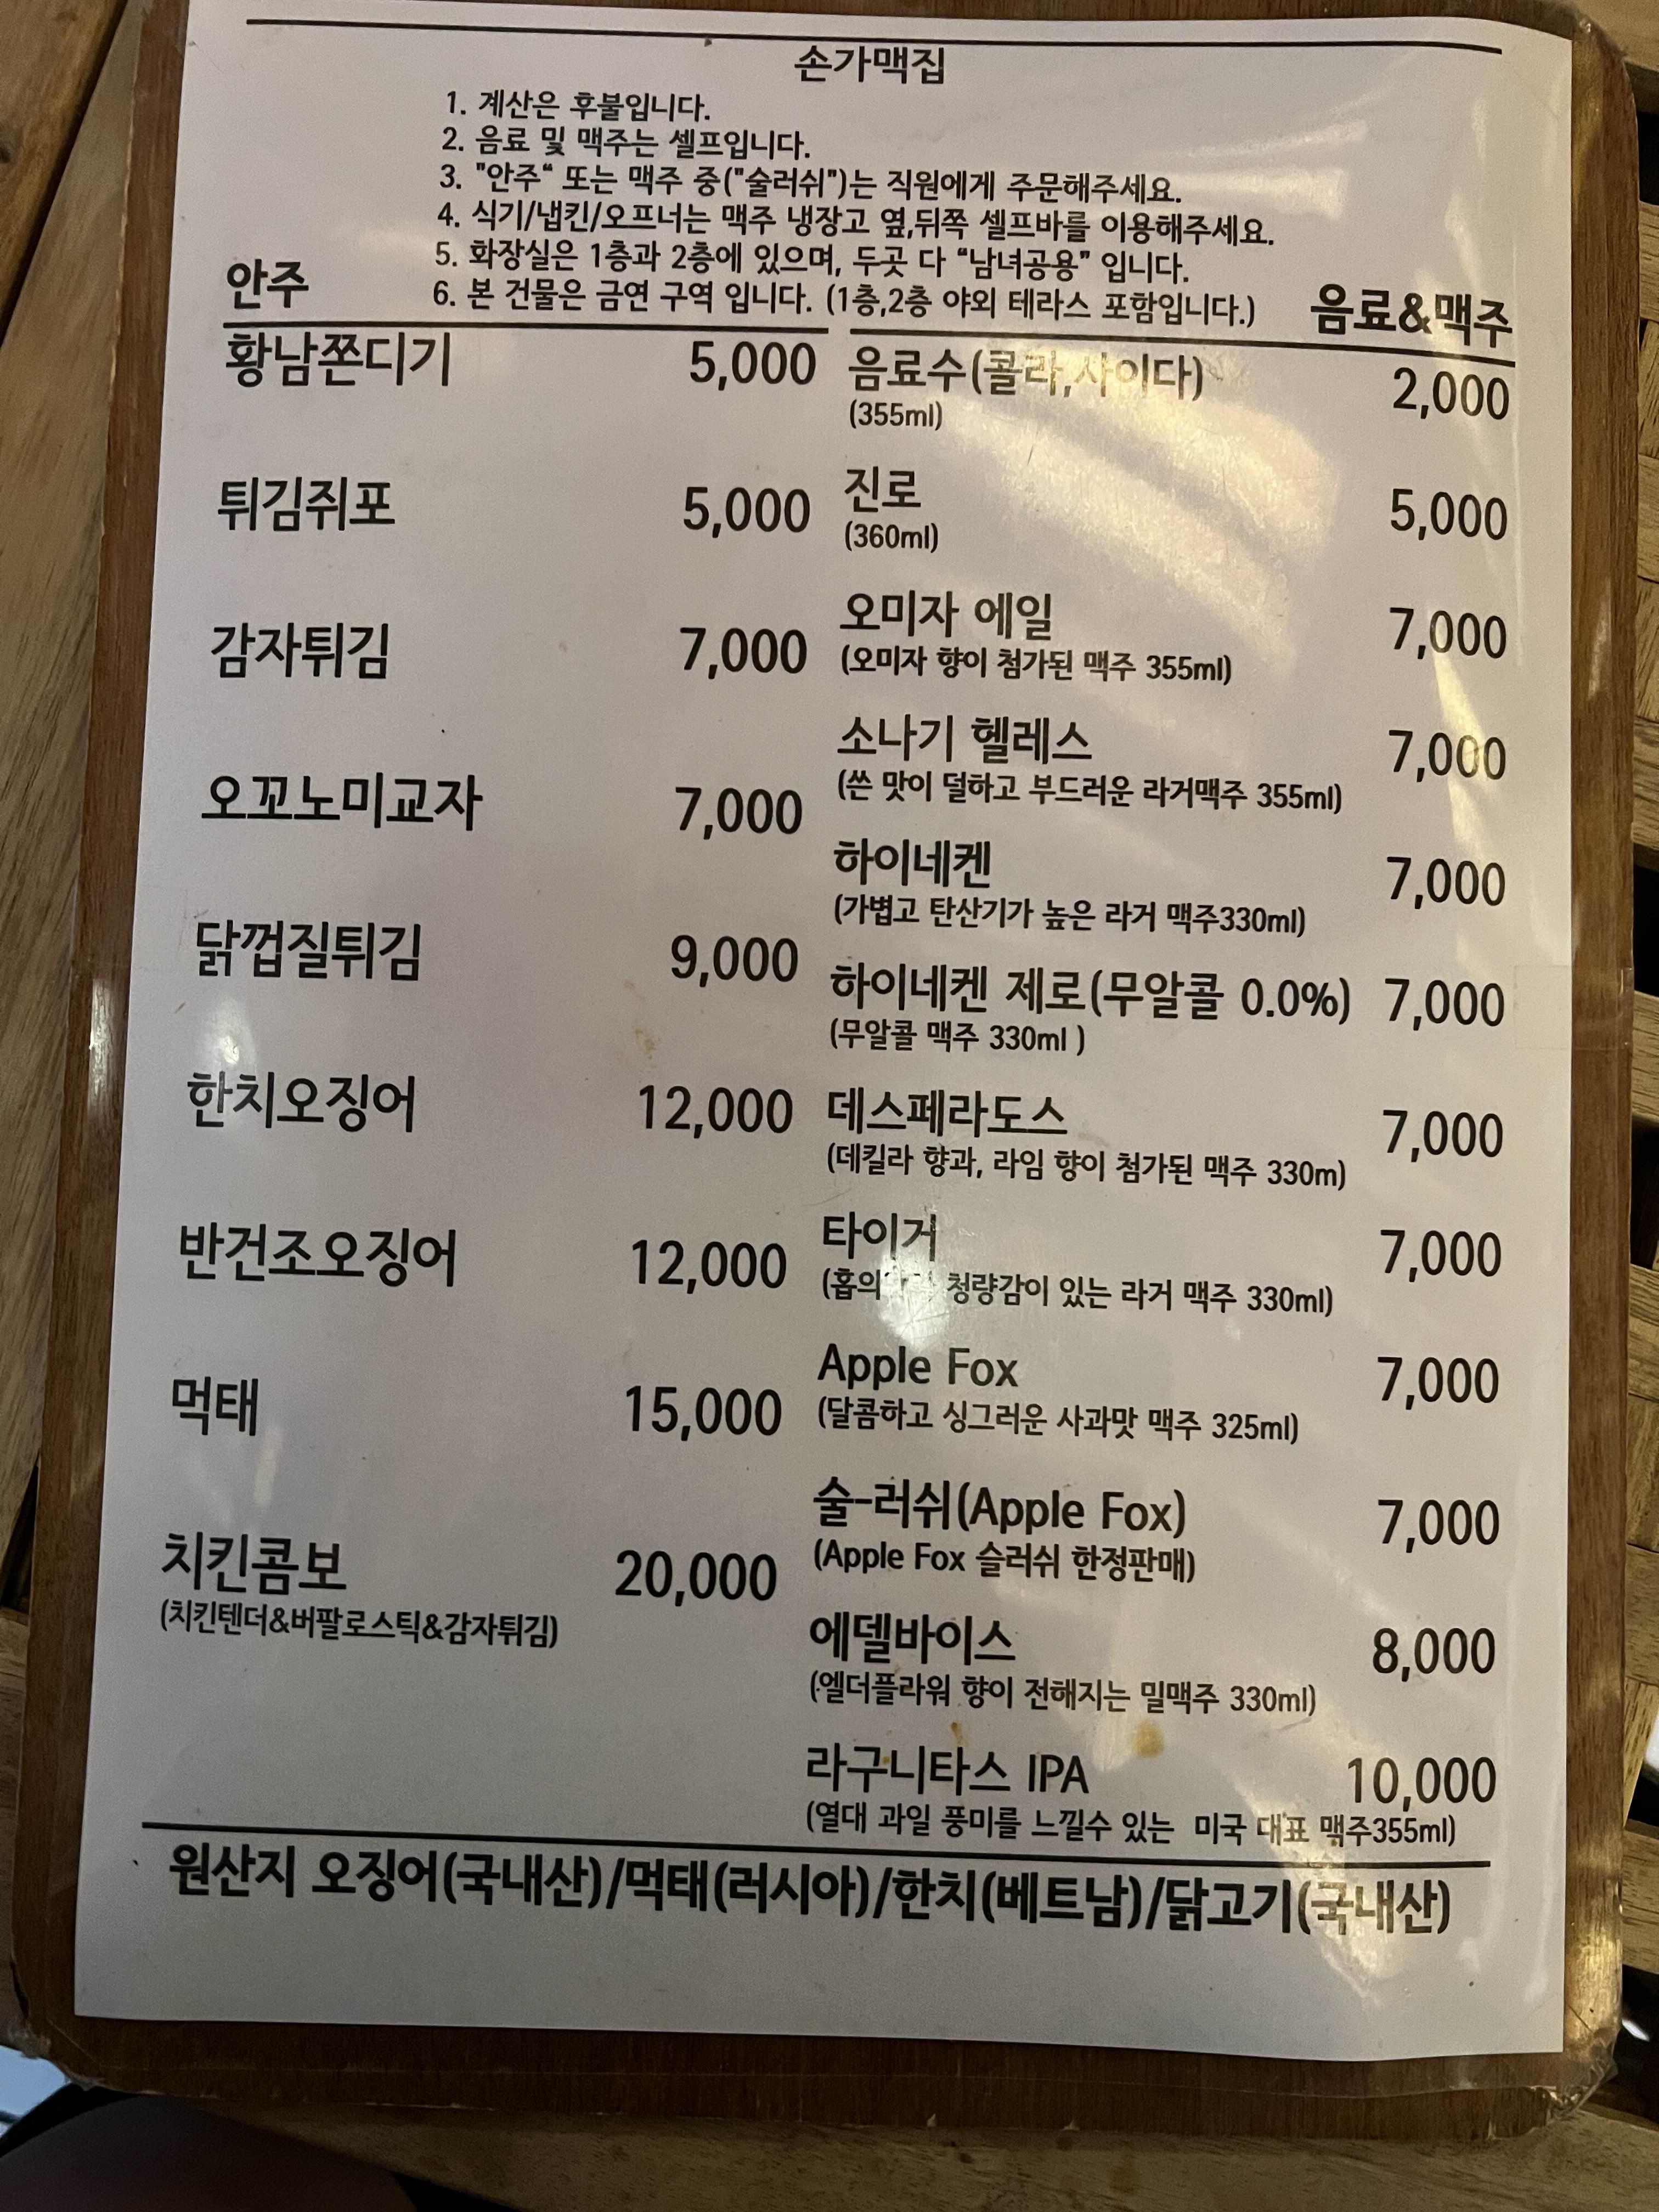 손가맥집
1. 계산은 후불입니다.
2. 음료 및 맥주는 셀프입니다.
3. "안주“ 또는 맥주 중("술러쉬")는 직원에게 주문해주세요.
4. 식기/냅킨/오프너는 맥주 냉장고 옆,뒤쪽 셀프바를 이용해주세요.
5. 화장실은 1층과 2층에 있으며, 두곳 다 “남녀공용” 입니다.
6. 본 건물은 금연 구역 입니다. (1층,2층 야외 테라스 포함입니다.)
안주
황남쫀디기 5,000
튀김쥐포 5,000
감자튀김 7,000
오꼬노미교자 7,000
닭껍질튀김 9,000
한치오징어 12,000
반건조오징어 12,000
먹태 15,000
치킨콤보 20,000
(치킨텐더&버팔로스틱&감자튀김)
음료&맥주
음료수(콜라,사이다) 2,000
(355ml)
진로 5,000
(360ml)
오미자 에일 7,000
(오미자 향이 첨가된 맥주 355ml)
소나기 헬레스 7,000
(쓴 맛이 덜하고 부드러운 라거맥주 355ml)
하이네켄 7,000
(가볍고 탄산기가 높은 라거 맥주330ml)
하이네켄 제로(무알콜 0.0%) 7,000
(무알콜 맥주 330ml )
데스페라도스 7,000
(데킬라 향과, 라임 향이 첨가된 맥주 330m)
타이거 7,000
(홉의 청량감이 있는 라거 맥주 330ml)
Apple Fox 7,000
(달콤하고 싱그러운 사과맛 맥주 325ml)
술-러쉬(Apple Fox) 7,000
(Apple Fox 슬러쉬 한정판매)
에델바이스 8,000
(엘더플라워 향이 전해지는 밀맥주 330ml)
라구니타스 IPA 10,000
(열대 과일 풍미를 느낄수 있는 미국 대표 맥주355ml)
원산지 오징어(국내산)/먹태(러시아)/한치(베트남)/닭고기(국내산)